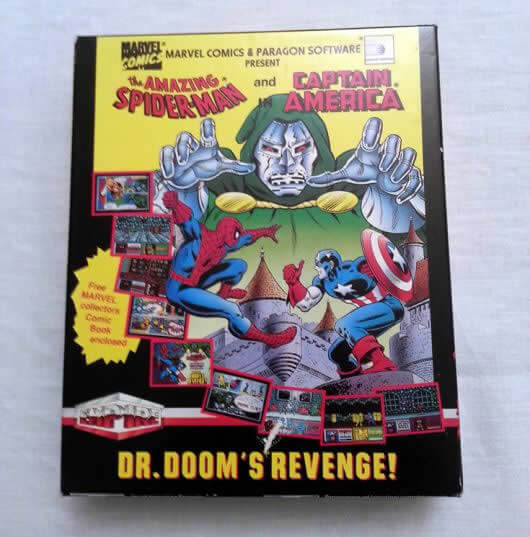 MARVEL
COMICS
MARVEL COMICS & PARAGON SOFTWARE
PRESENT
the AMAZING
SPIDER-MAN
and
IN
CAPTAIN
AMERICA
Free
MARVEL
collectors
Comic
Book
enclosed
DR. DOOM'S REVENGE!